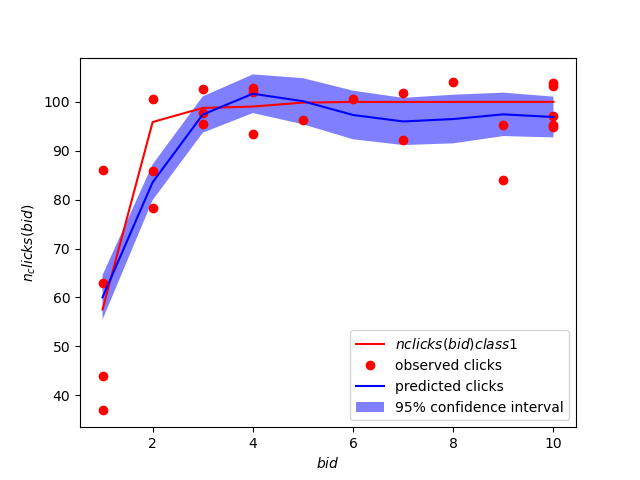 100
90
80
70
60
50
40
n_clicks(bid)
nclicks(bid)class1
observed clicks
predicted clicks
95% confidence interval
2
4
6
8
10
bid